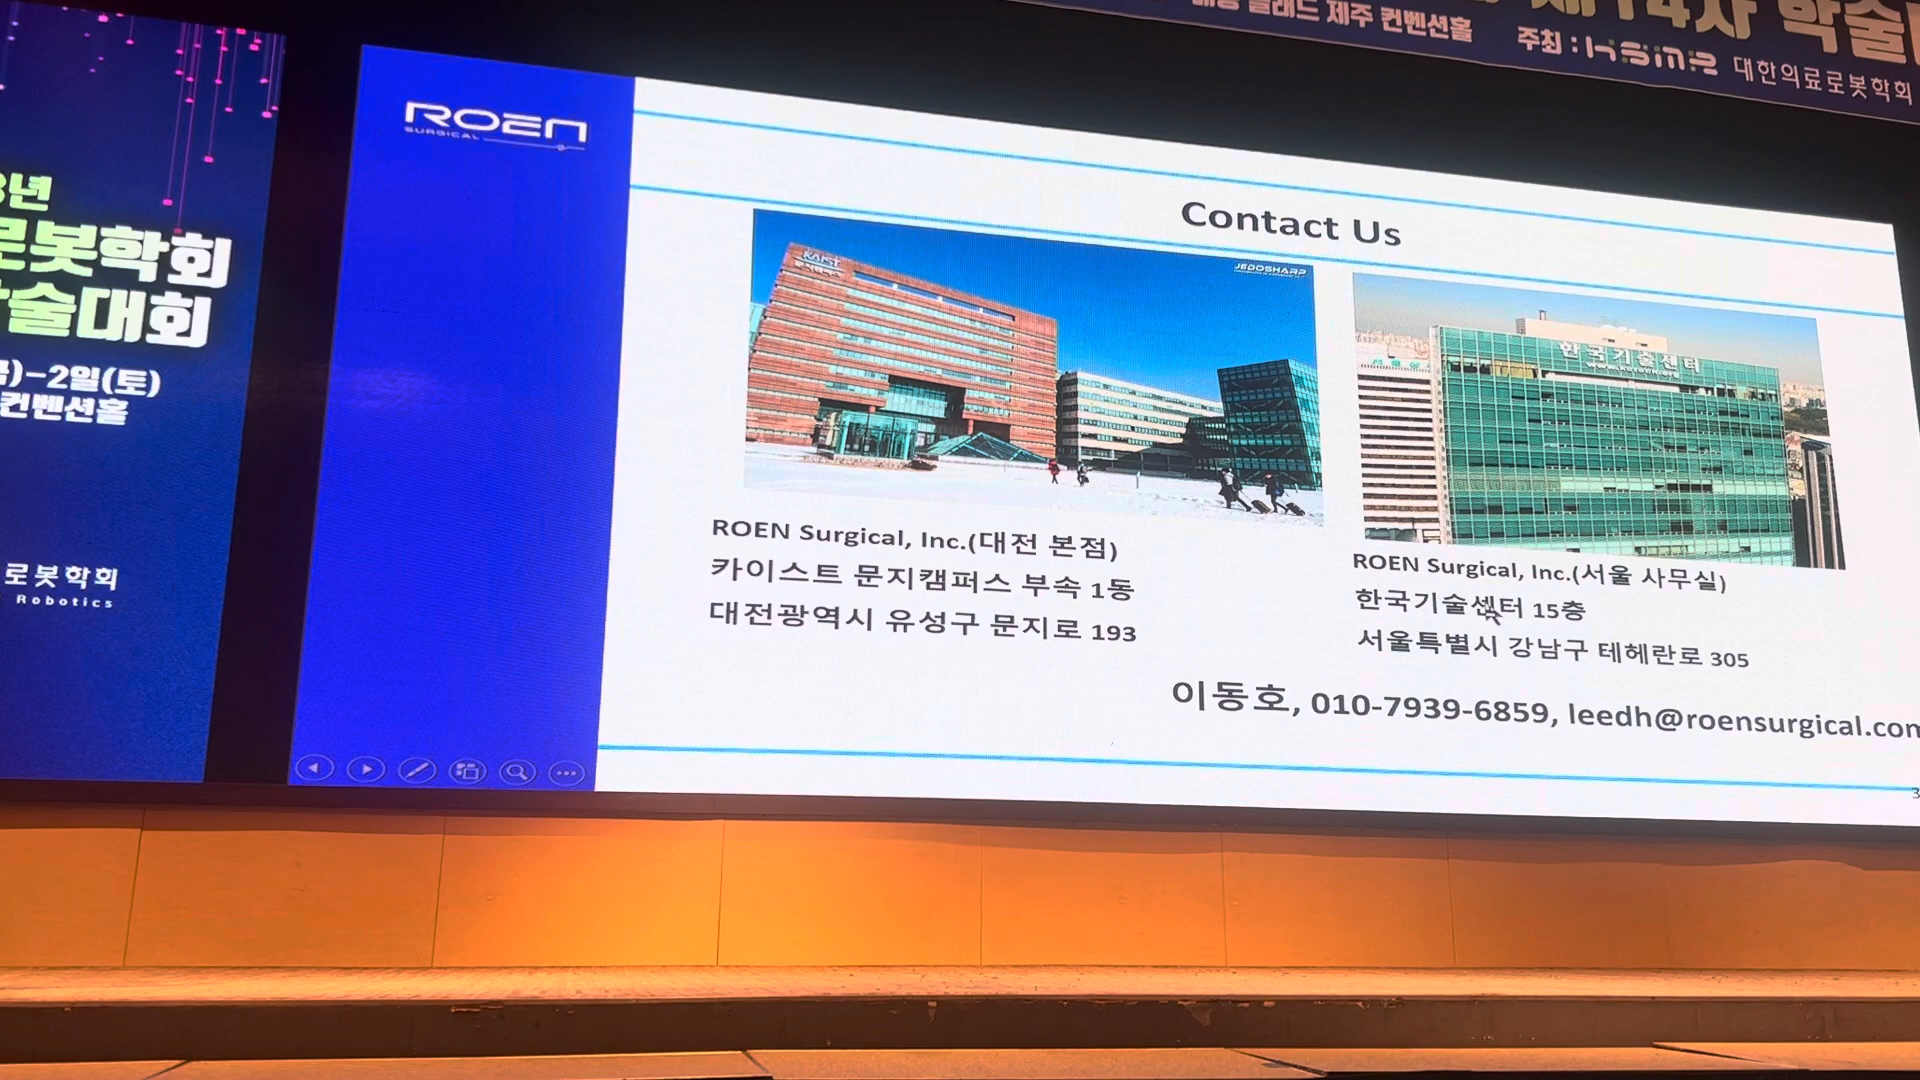 제14차 학술
제주 컨벤션홀
주최 : KSMR 대한의료로봇학회
년
로봇학회
술대회
)-2일(토)
컨벤션홀
로봇학회
Robotics
ROEN
SURGICAL
Contact Us
KAIST
JEDOSHARP
한국기술센터
ROEN Surgical, Inc.(대전 본점)
카이스트 문지캠퍼스 부속 1동
대전광역시 유성구 문지로 193
ROEN Surgical, Inc.(서울 사무실)
한국기술센터 15층
서울특별시 강남구 테헤란로 305
이동호, 010-7939-6859, leedh@roensurgical.com
3